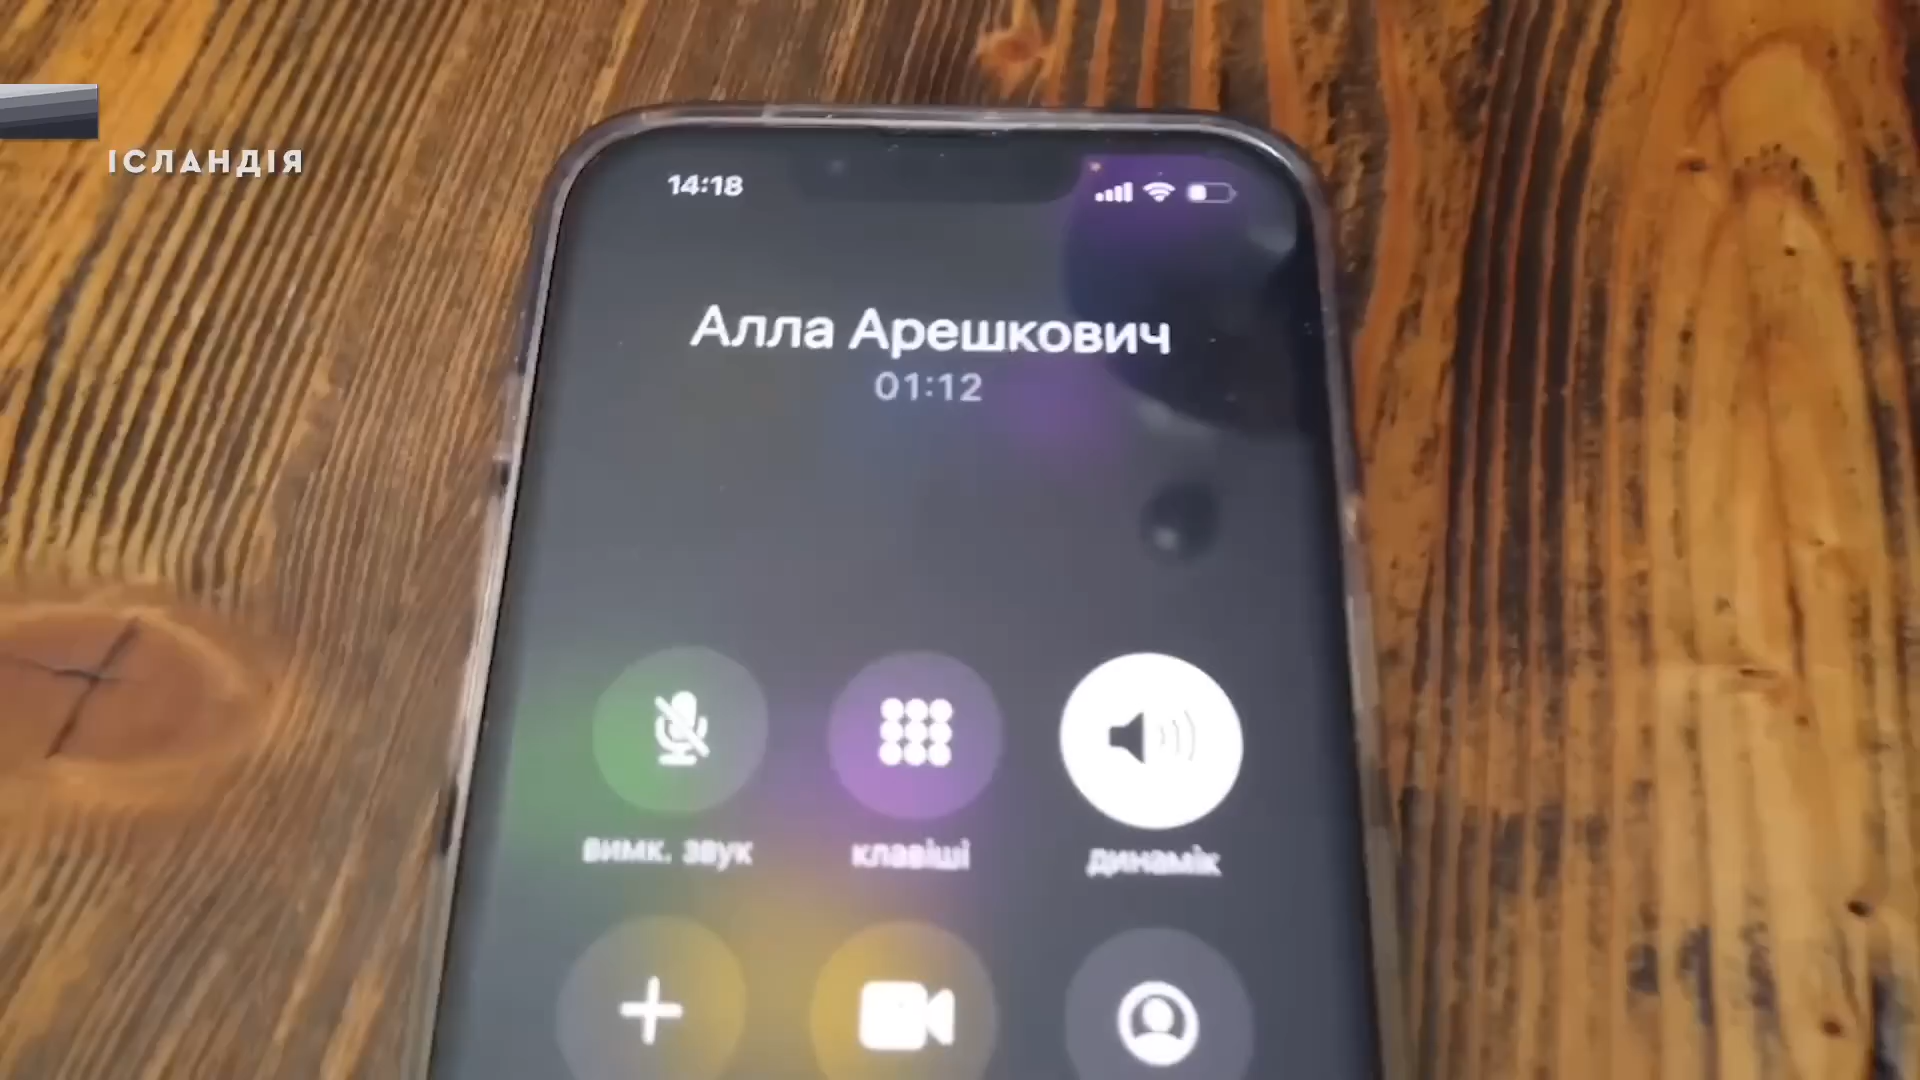 ІСЛАНДІЯ
14:18
Алла Арешкович
01:12
вимк. звук
клавіші
динамік